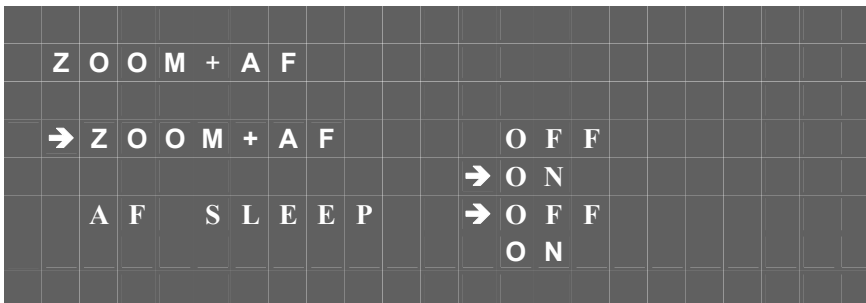 ZOOM+AF
➔ ZOOM+AF OFF
➔ ON
AF SLEEP ➔ OFF
ON